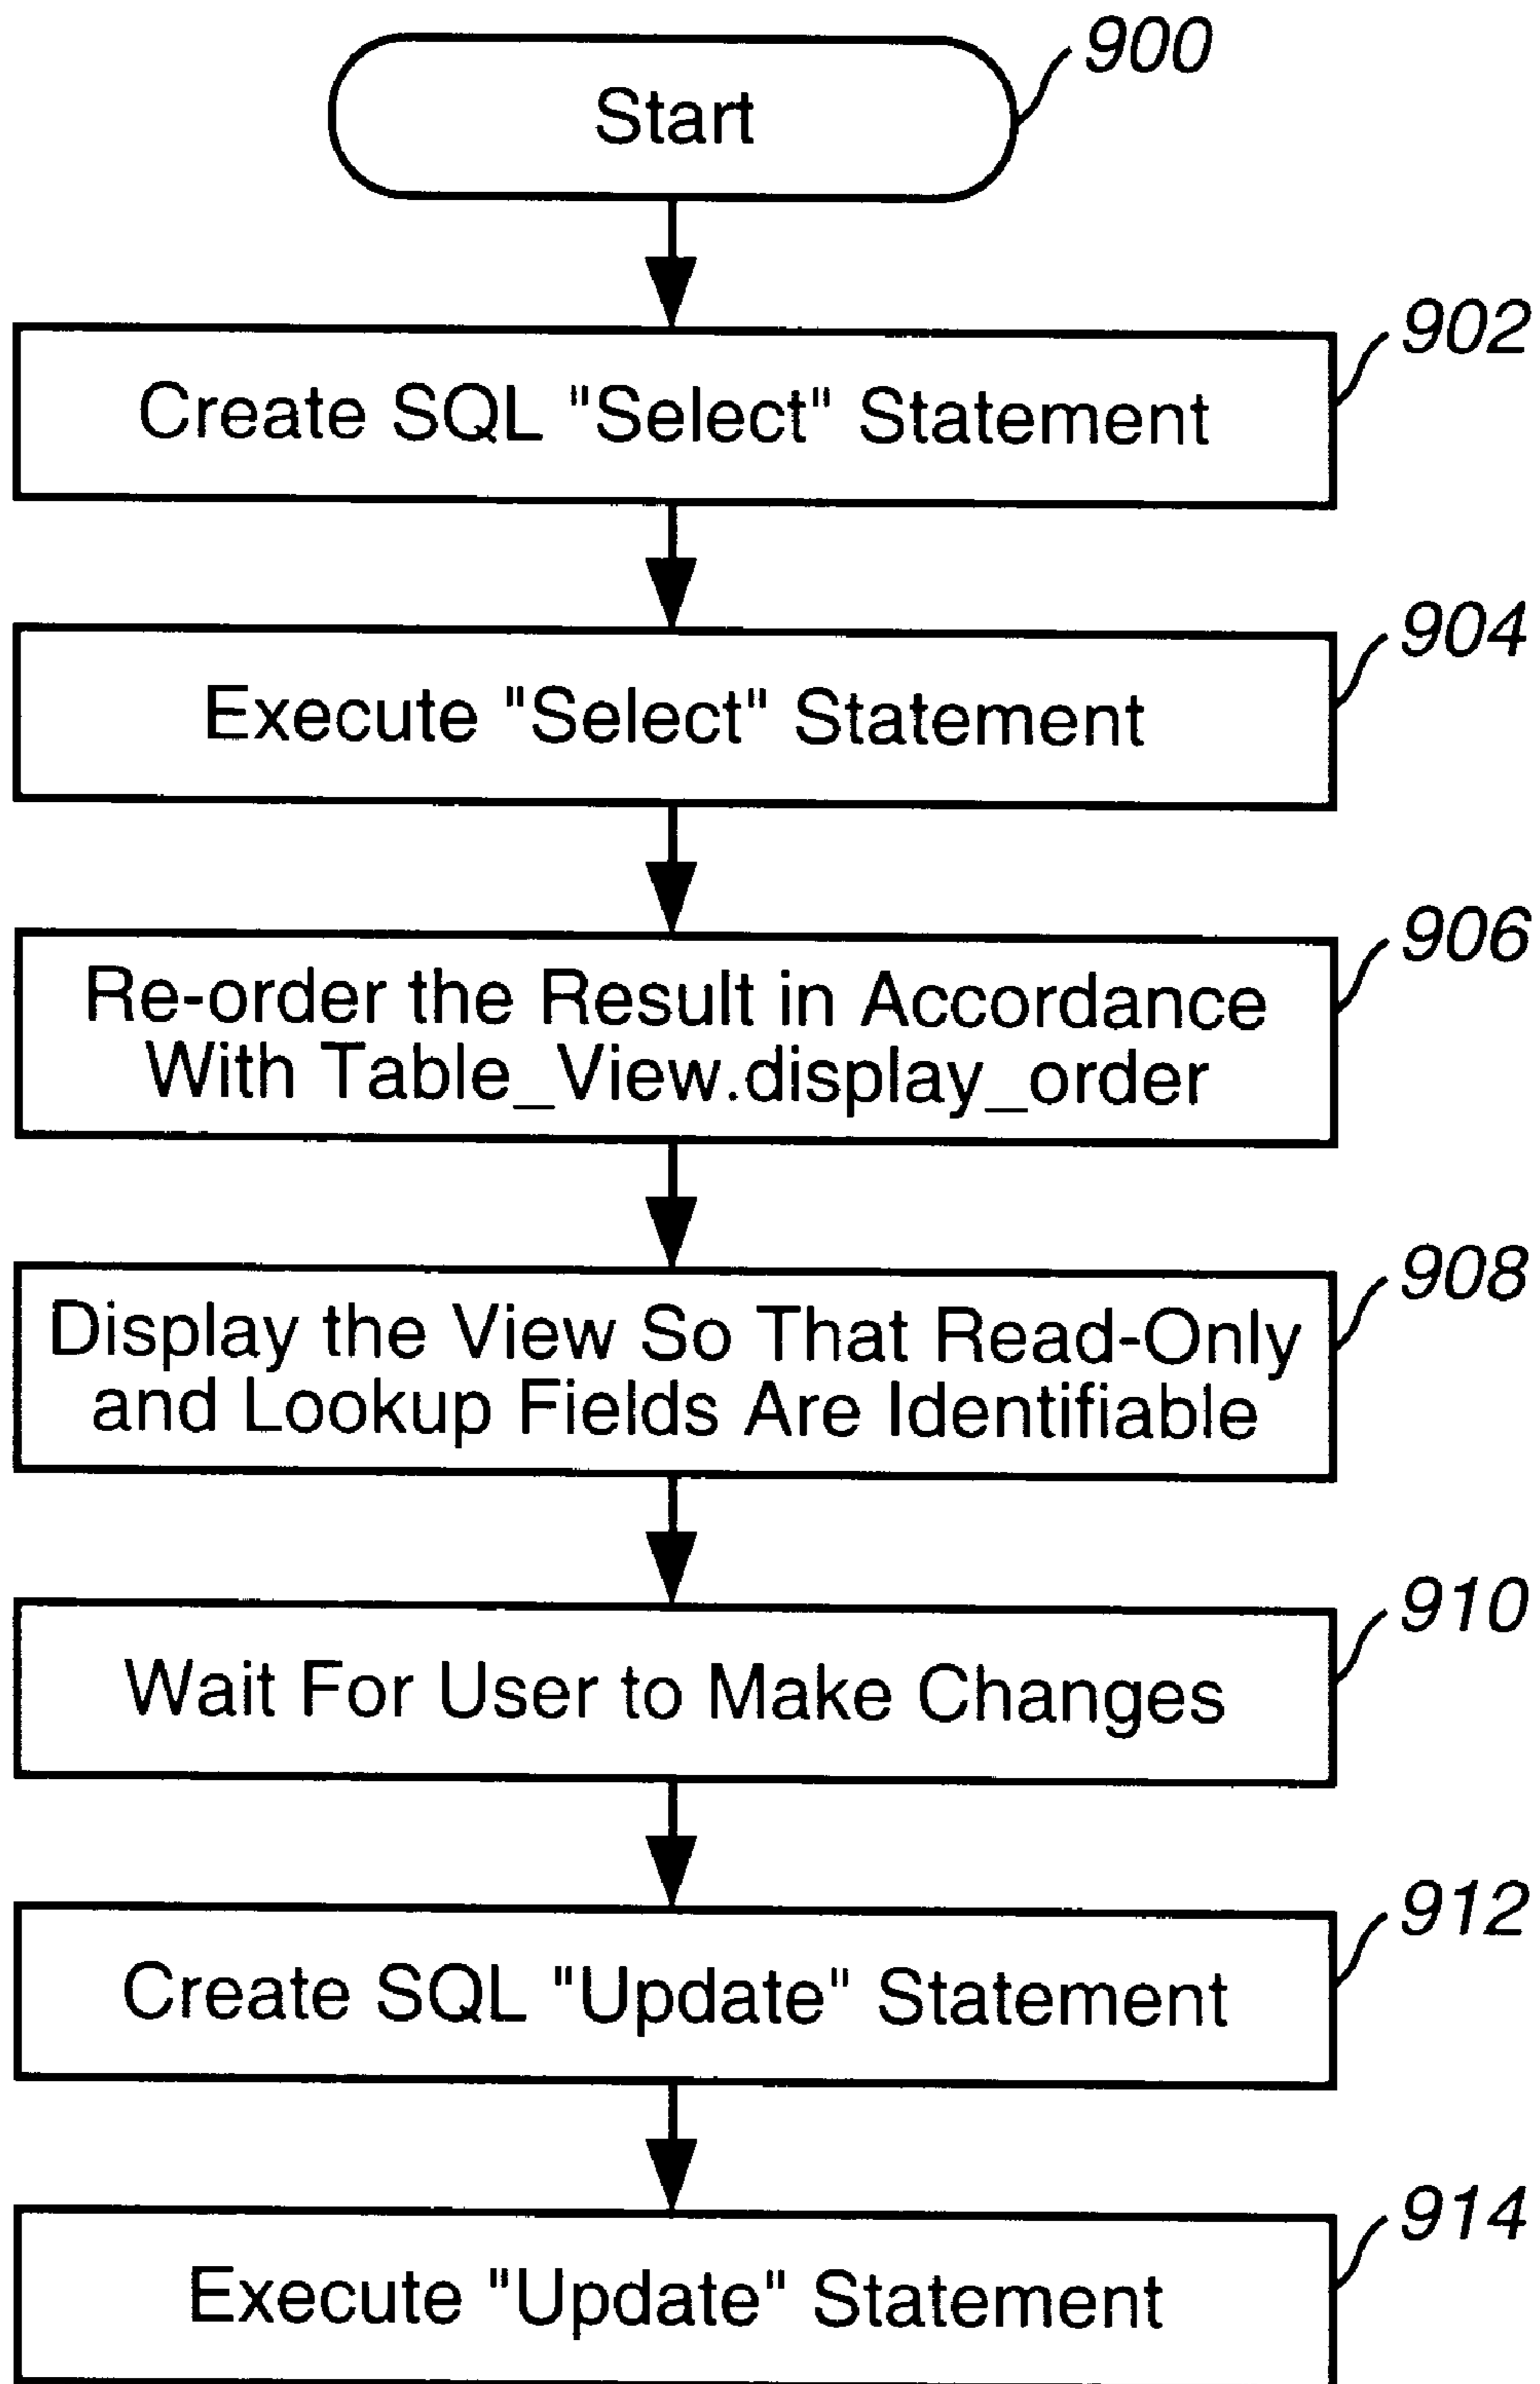 900
Start
902
Create SQL "Select" Statement
904
Execute "Select" Statement
906
Re-order the Result in Accordance
With Table_View.display_order
908
Display the View So That Read-Only
and Lookup Fields Are Identifiable
910
Wait For User to Make Changes
912
Create SQL "Update" Statement
914
Execute "Update" Statement